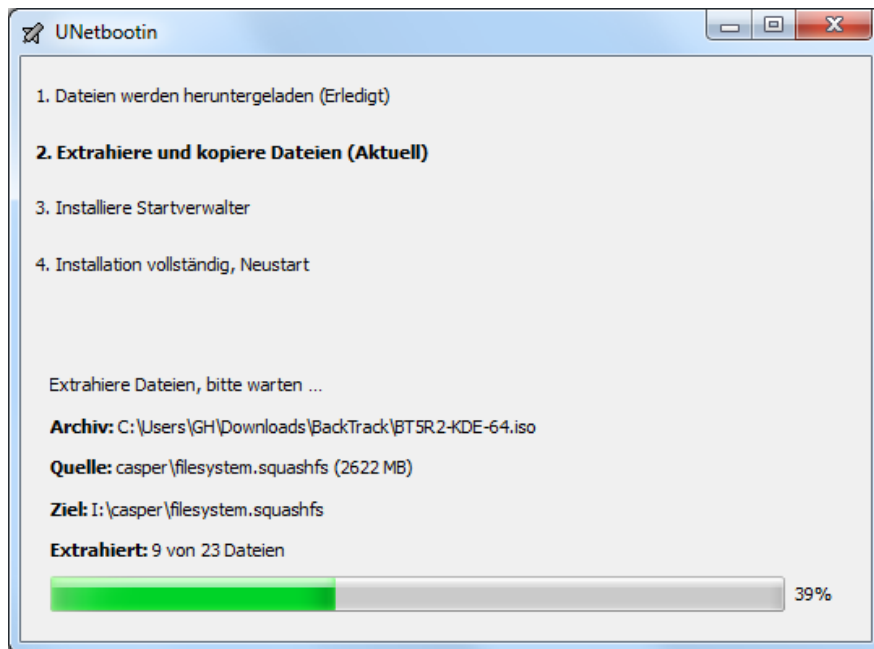 UNetbootin
1. Dateien werden heruntergeladen (Erledigt)
2. Extrahiere und kopiere Dateien (Aktuell)
3. Installiere Startverwalter
4. Installation vollständig, Neustart
Extrahiere Dateien, bitte warten ...
Archiv: C:\Users\GH\Downloads\BackTrack\BT5R2-KDE-64.iso
Quelle: casper\filesystem.squashfs (2622 MB)
Ziel: I:\casper\filesystem.squashfs
Extrahiert: 9 von 23 Dateien
39%